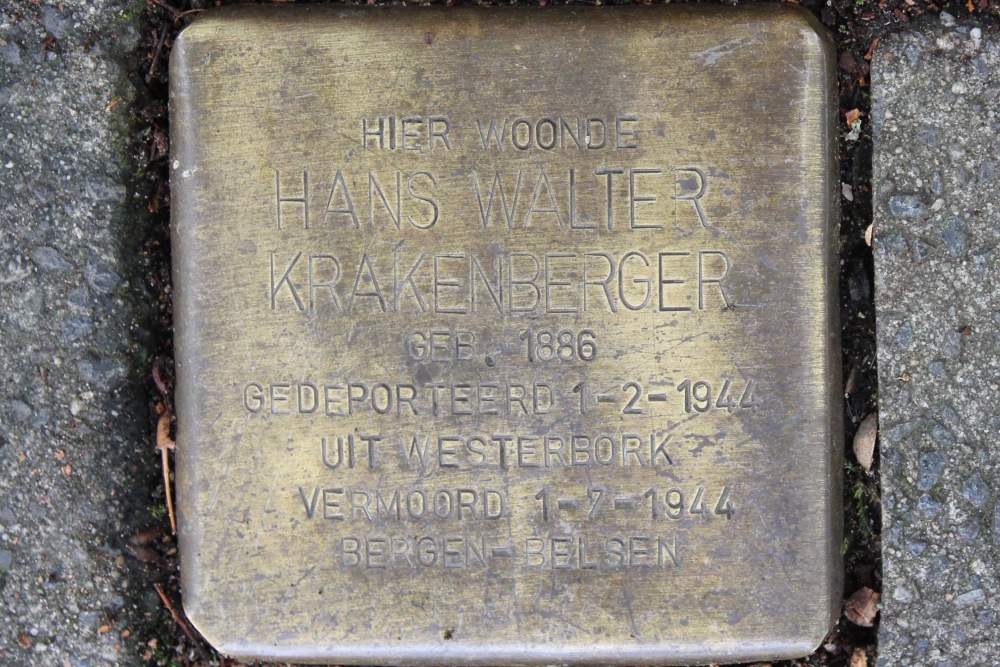 HIER WOONDE
HANS WALTER
KRAKENBERGER
GEB. 1886
GEDEPORTEERD 1-2-1944
UIT WESTERBORK
VERMOORD 1-7-1944
BERGEN-BELSEN